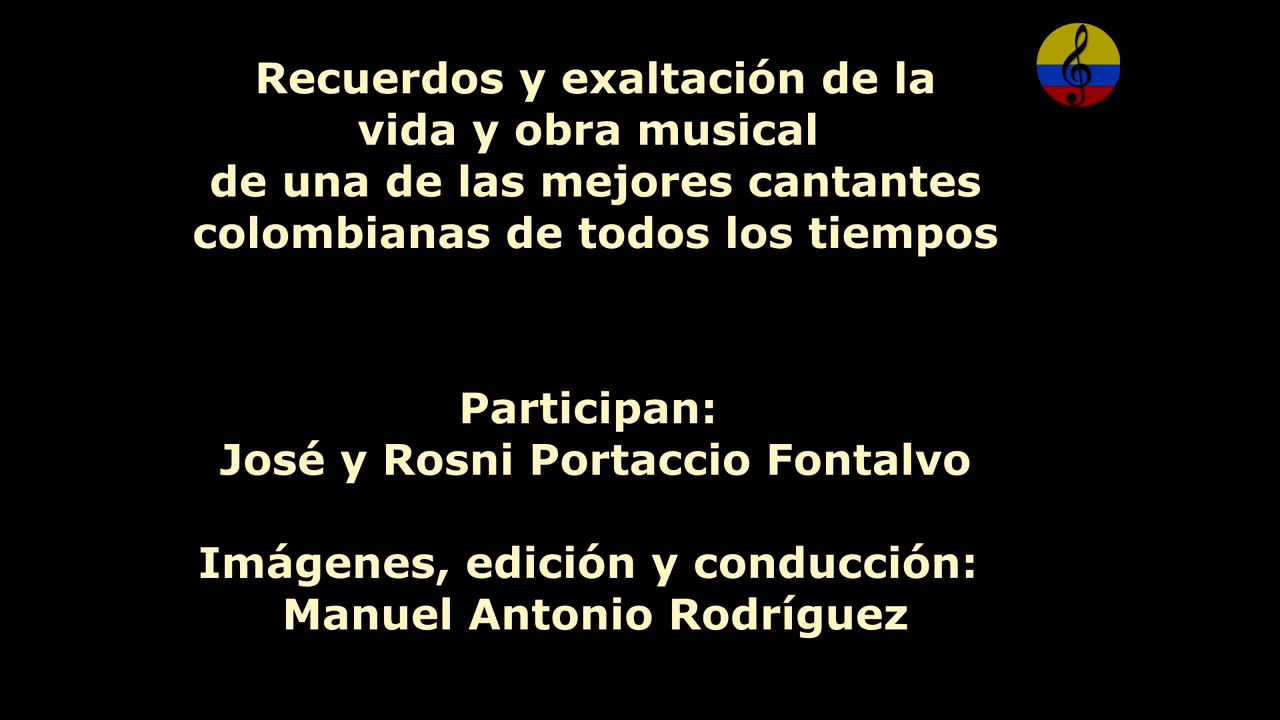 Recuerdos y exaltación de la
vida y obra musical
de una de las mejores cantantes
colombianas de todos los tiempos
Participan:
José y Rosni Portaccio Fontalvo
Imágenes, edición y conducción:
Manuel Antonio Rodríguez